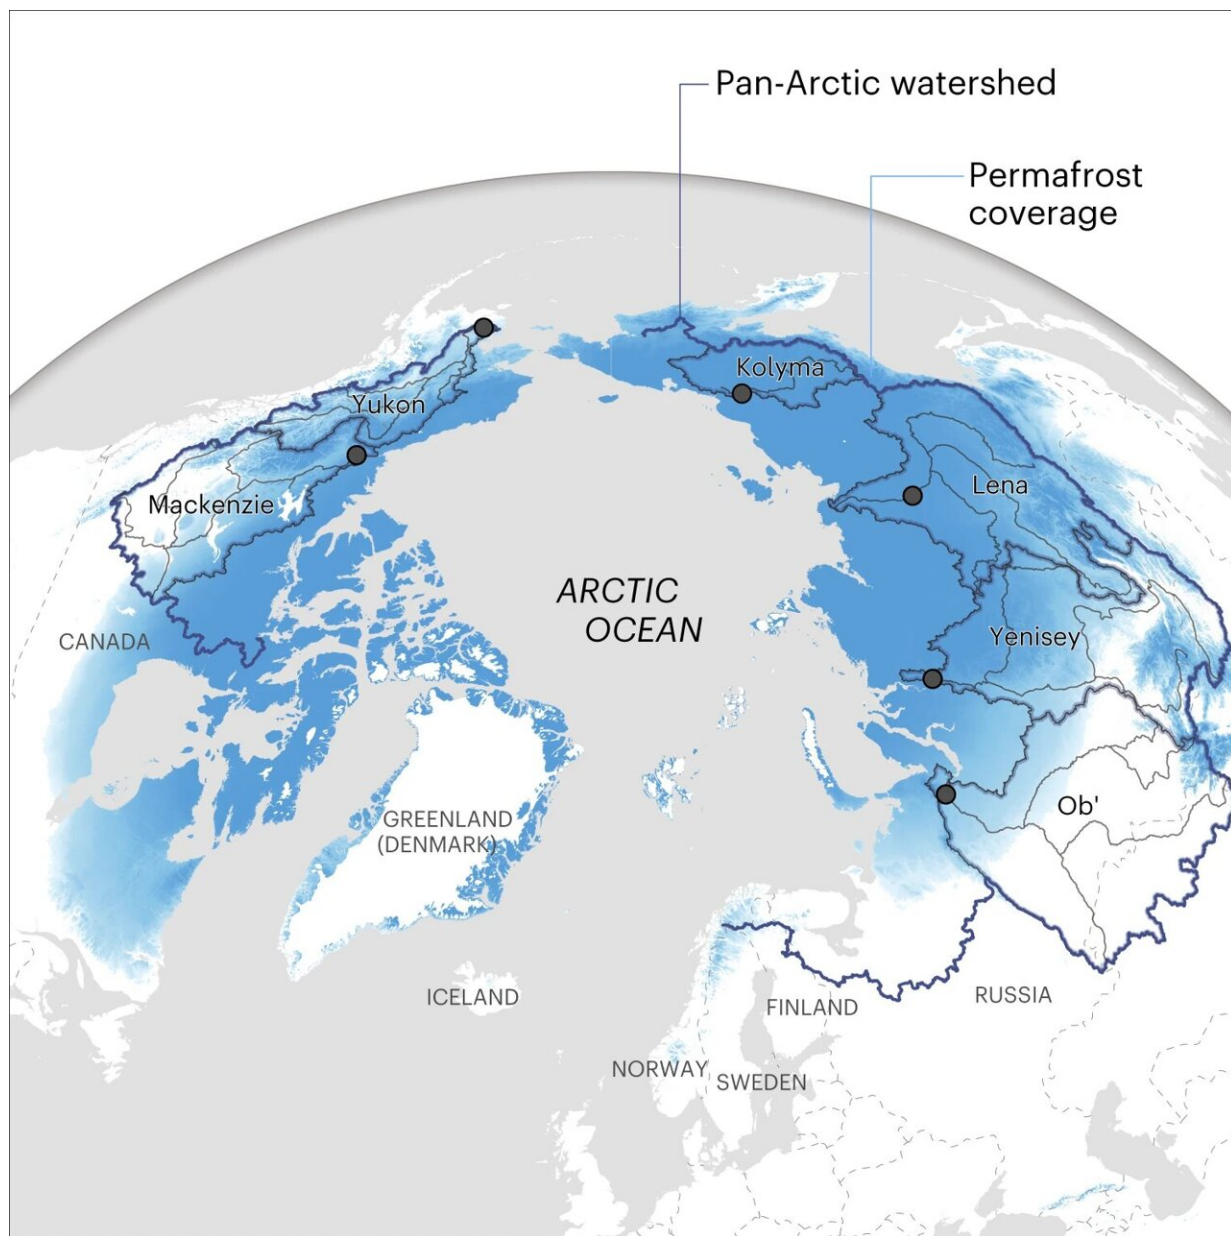 Pan-Arctic watershed
Permafrost
coverage
Kolyma
Yukon
Lena
Mackenzie
ARCTIC
OCEAN
CANADA
Yenisey
GREENLAND
(DENMARK)
Ob'
ICELAND
RUSSIA
FINLAND
NORWAY
SWEDEN